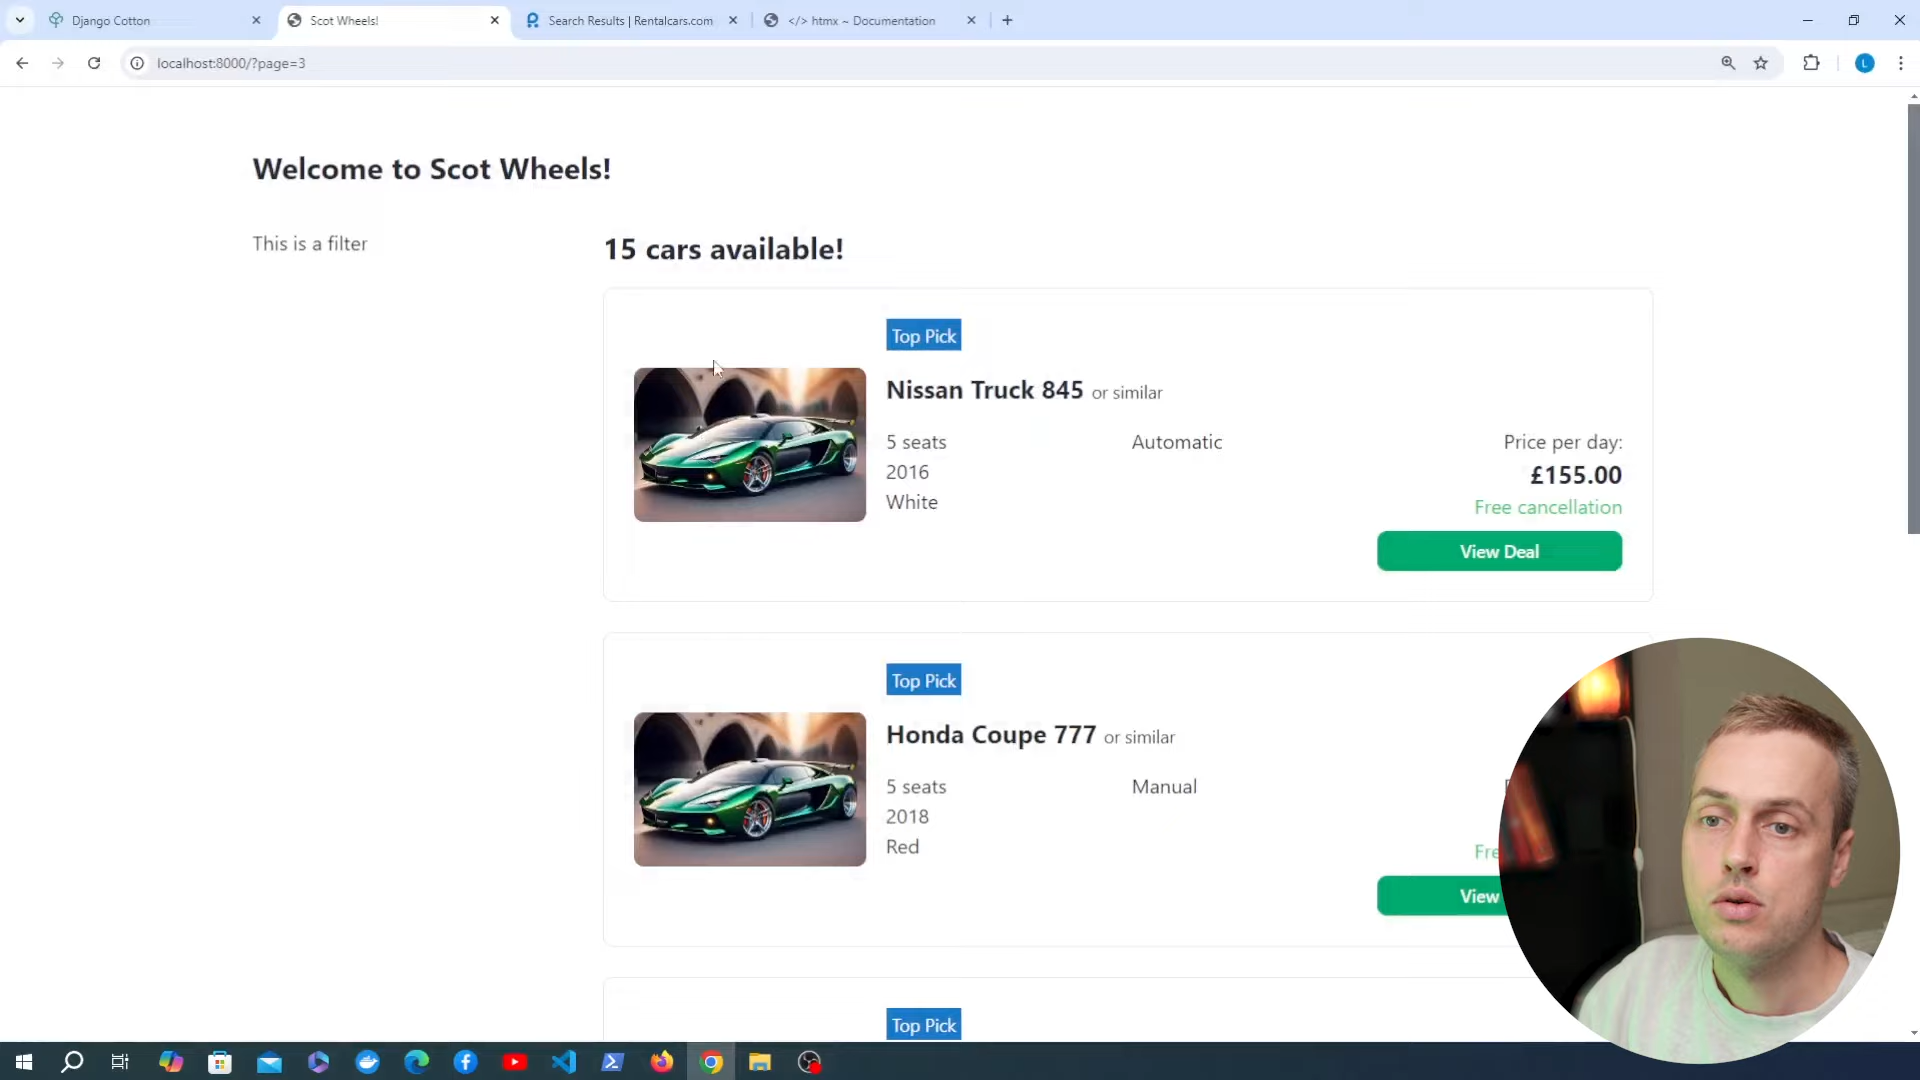 Django Cotton
Scot Wheels!
Search Results | Rentalcars.com
</> htmx ~ Documentation
localhost:8000/?page=3
L
Welcome to Scot Wheels!
This is a filter
15 cars available!
Top Pick
Nissan Truck 845 or similar
5 seats
Automatic
Price per day:
2016
£155.00
White
Free cancellation
View Deal
Top Pick
Honda Coupe 777 or similar
5 seats
Manual
2018
Red
View
Top Pick